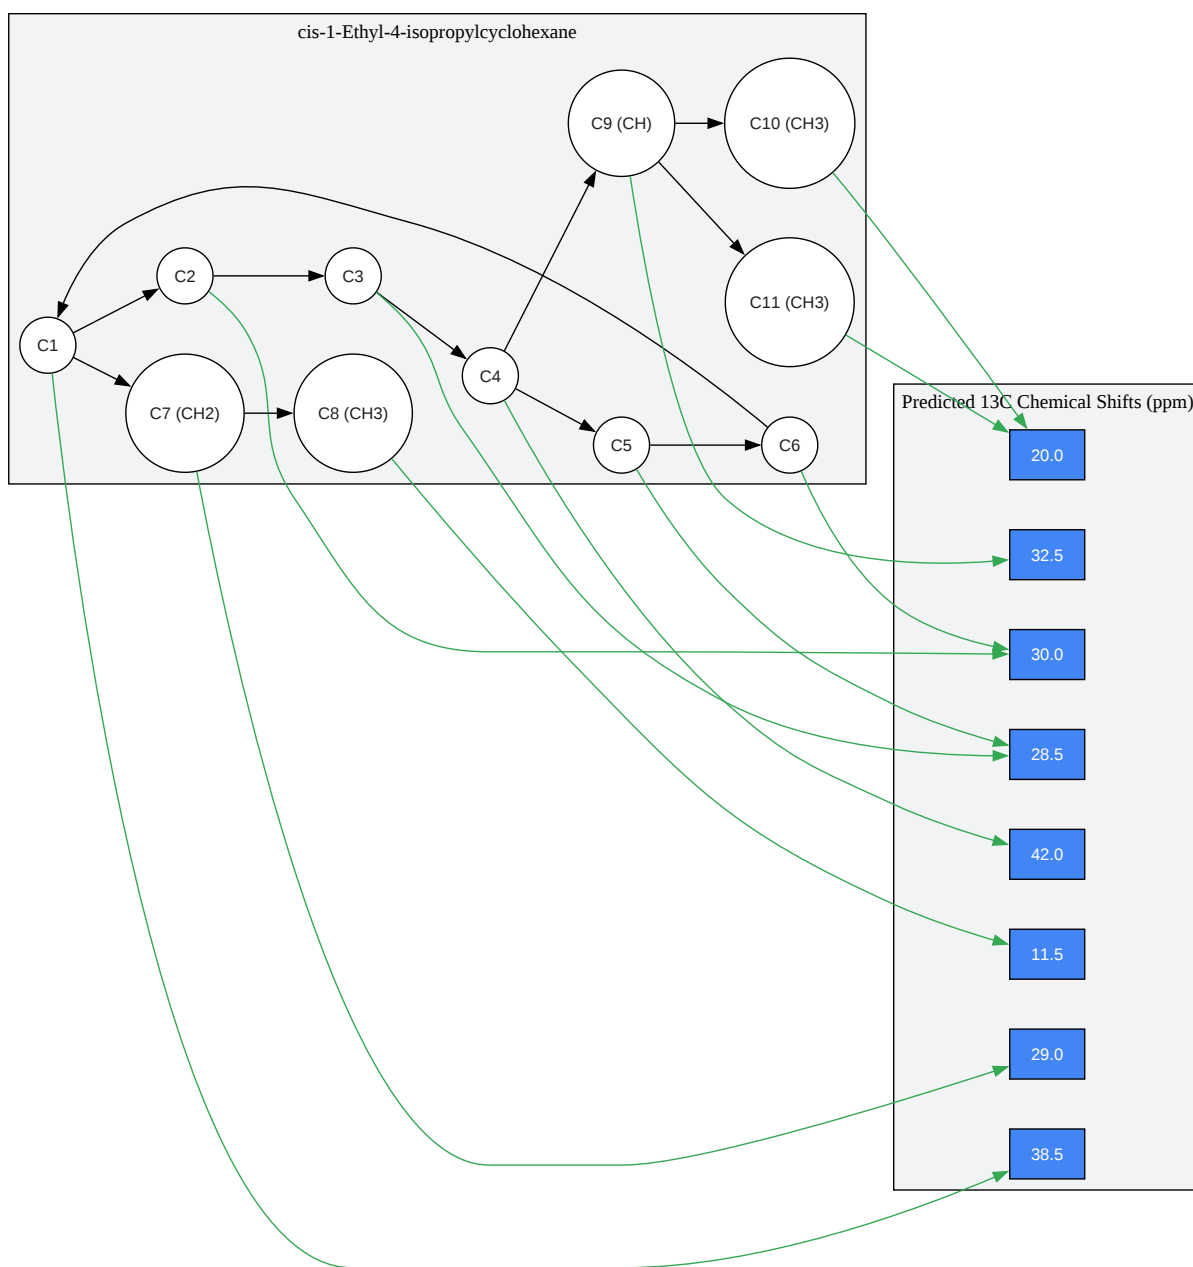 cis-1-Ethyl-4-isopropylcyclohexane
C9 (CH)
C10 (CH3)
C2
C3
C11 (CH3)
C1
C4
C7 (CH2)
C8 (CH3)
C5
C6
Predicted 13C Chemical Shifts (ppm)
20.0
32.5
30.0
28.5
42.0
11.5
29.0
38.5